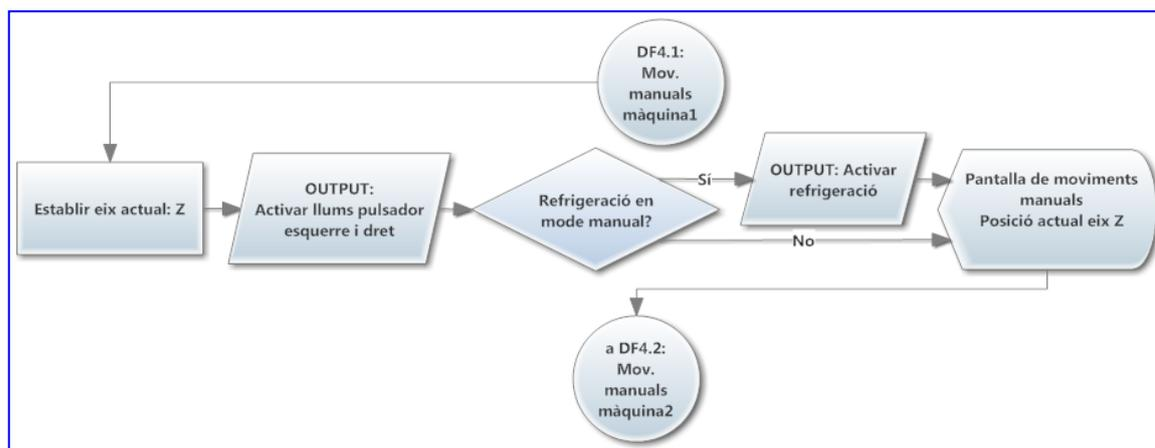 DF4.1:
Mov.
manuals
màquina1
Establir eix actual: Z
OUTPUT:
Activar llums pulsador
esquerre i dret
Refrigeració en
mode manual?
Sí
No
OUTPUT: Activar
refrigeració
Pantalla de moviments
manuals
Posició actual eix Z
a DF4.2:
Mov.
manuals
màquina2